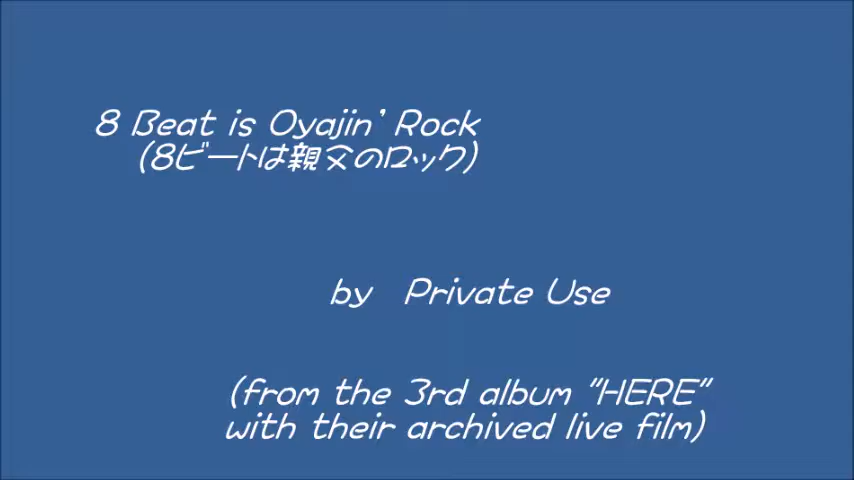 8 Beat is Oyajin' Rock
(8ビートは親父のロック)
by Private Use
(from the 3rd album "HERE"
with their archived live film)